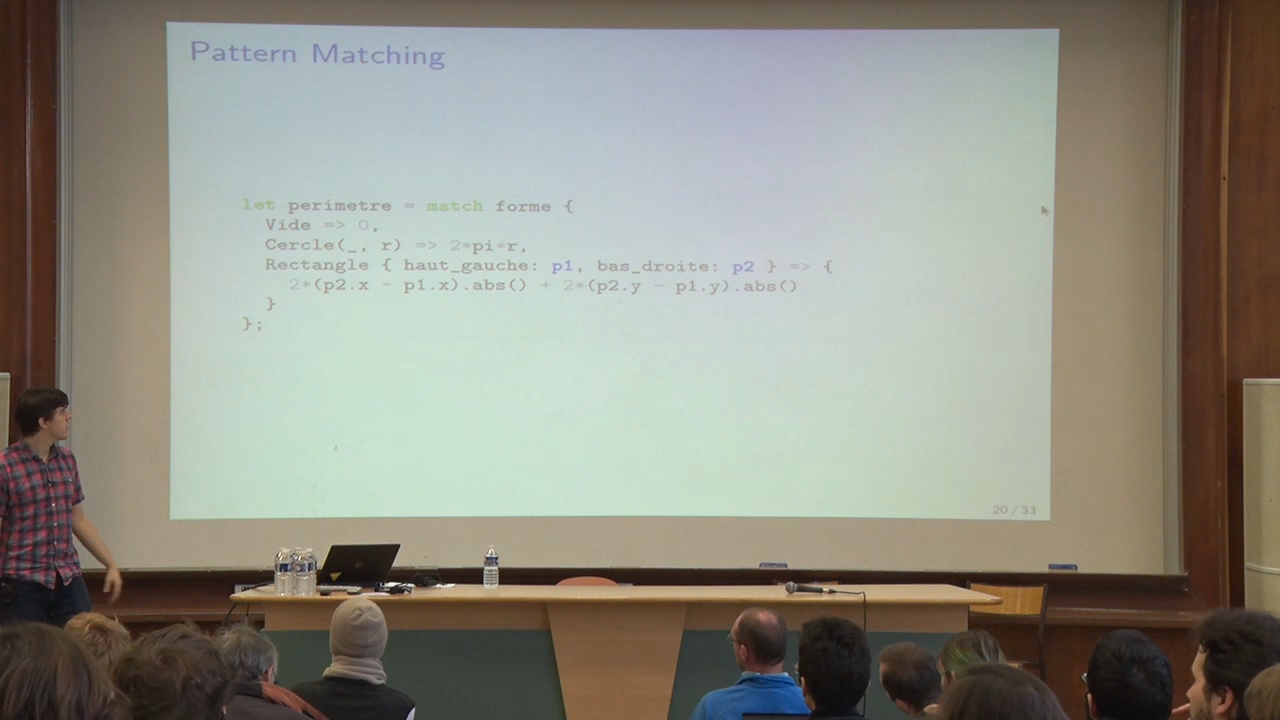 Pattern Matching
let perimetre = match forme {
Vide => 0,
Cercle(_, r) => 2*pi*r,
Rectangle { haut_gauche: p1, bas_droite: p2 } => {
2*(p2.x - p1.x).abs() + 2*(p2.y - p1.y).abs()
}
};
20 / 33